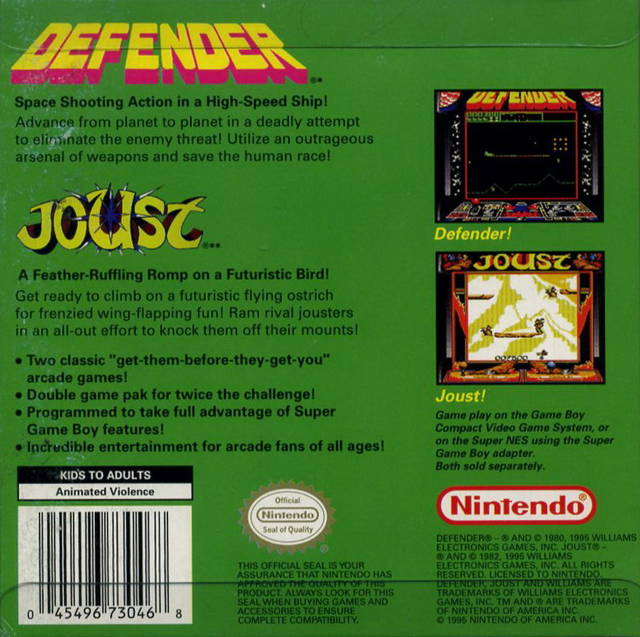 DEFENDER
®*
Space Shooting Action in a High-Speed Ship!
Advance from planet to planet in a deadly attempt
to eliminate the enemy threat! Utilize an outrageous
arsenal of weapons and save the human race!
DEFENDER
Defender!
JOUST
®**
A Feather-Ruffling Romp on a Futuristic Bird!
Get ready to climb on a futuristic flying ostrich
for frenzied wing-flapping fun! Ram rival jousters
in an all-out effort to knock them off their mounts!
JOUST
Joust!
• Two classic "get-them-before-they-get-you"
arcade games!
• Double game pak for twice the challenge!
• Programmed to take full advantage of Super
Game Boy features!
• Incredible entertainment for arcade fans of all ages!
Game play on the Game Boy
Compact Video Game System, or
on the Super NES using the Super
Game Boy adapter.
Both sold separately.
KIDS TO ADULTS
Animated Violence
0 45496 73046 8
Official
Nintendo
Seal of Quality
®
THIS OFFICIAL SEAL IS YOUR
ASSURANCE THAT NINTENDO HAS
APPROVED THE QUALITY OF THIS
PRODUCT. ALWAYS LOOK FOR THIS
SEAL WHEN BUYING GAMES AND
ACCESSORIES TO ENSURE
COMPLETE COMPATIBILITY.
Nintendo®
DEFENDER® – ® AND © 1980, 1995 WILLIAMS
ELECTRONICS GAMES, INC. JOUST® –
® AND © 1982, 1995 WILLIAMS
ELECTRONICS GAMES, INC. ALL RIGHTS
RESERVED. LICENSED TO NINTENDO.
DEFENDER, JOUST AND WILLIAMS ARE
TRADEMARKS OF WILLIAMS ELECTRONICS
GAMES, INC. TM AND ® ARE TRADEMARKS
OF NINTENDO OF AMERICA INC.
© 1995 NINTENDO OF AMERICA INC.